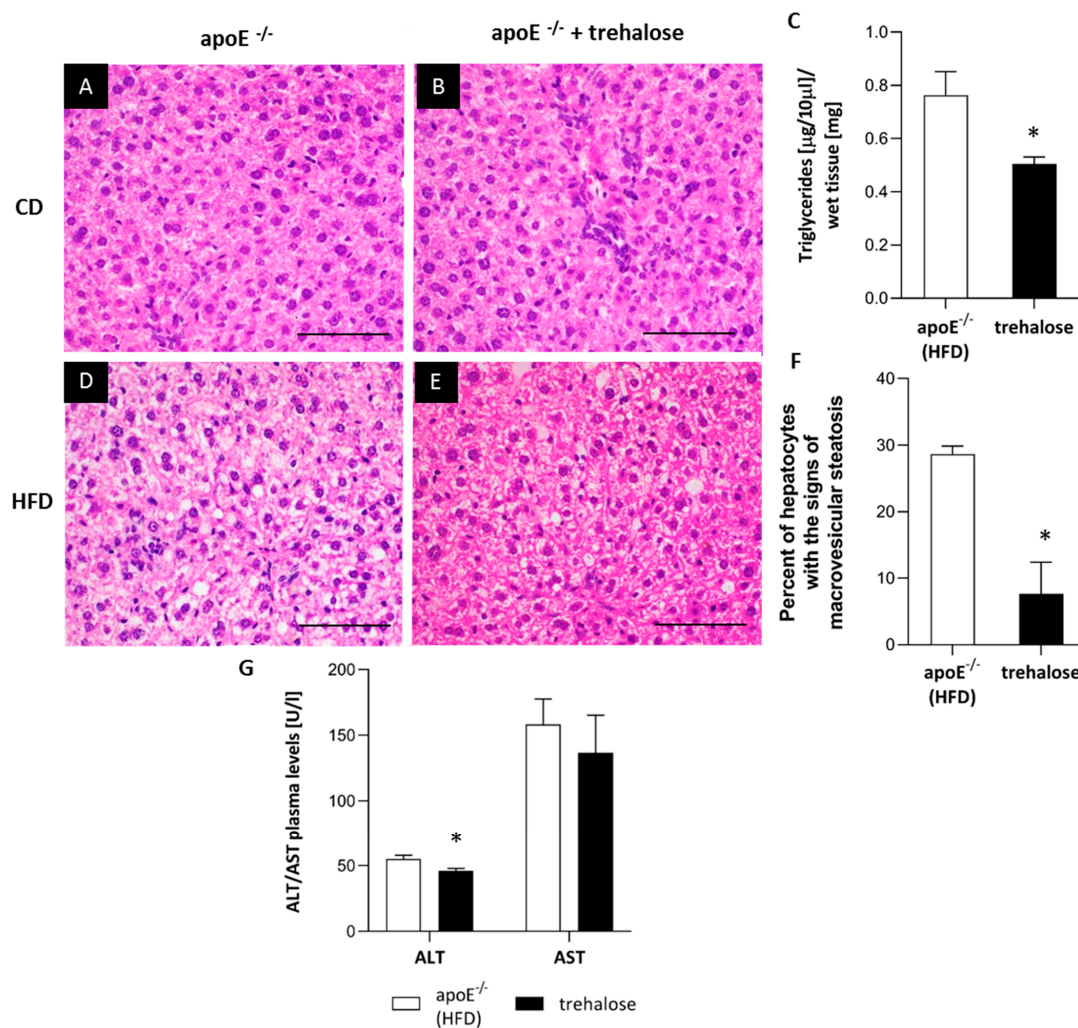 apoE -/-
apoE -/- + trehalose
CD
HFD
A
B
D
E
C
Triglycerides [µg/10µl]/
wet tissue [mg]
1.0
0.8
0.6
0.4
0.2
0.0
*
apoE-/-
(HFD)
trehalose
F
Percent of hepatocytes
with the signs of
macrovesicular steatosis
40
30
20
10
0
*
apoE-/-
(HFD)
trehalose
G
ALT/AST plasma levels [U/l]
200
150
100
50
0
*
ALT
AST
apoE-/-
(HFD)
trehalose